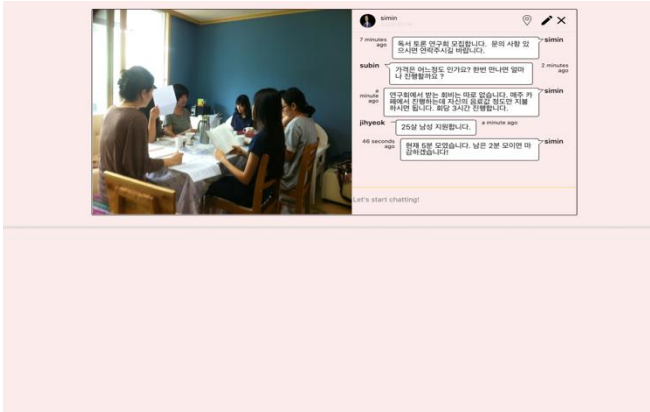 simin
7 minutes
ago
독서 토론 연구회 모집합니다. 문의 사항 있
으시면 연락주시길 바랍니다.
simin
subin
가격은 어느정도 인가요? 한번 만나면 얼마
나 진행할까요 ?
2 minutes
ago
a
minute
ago
연구회에서 받는 회비는 따로 없습니다. 매주 카
페에서 진행하는데 자신의 음료값 정도만 지불
하시면 됩니다. 회당 3시간 진행합니다.
simin
jihyeok
25살 남성 지원합니다.
a minute ago
46 seconds
ago
현재 5분 모였습니다. 남은 2분 모이면 마
감하겠습니다!
simin
Let's start chatting!